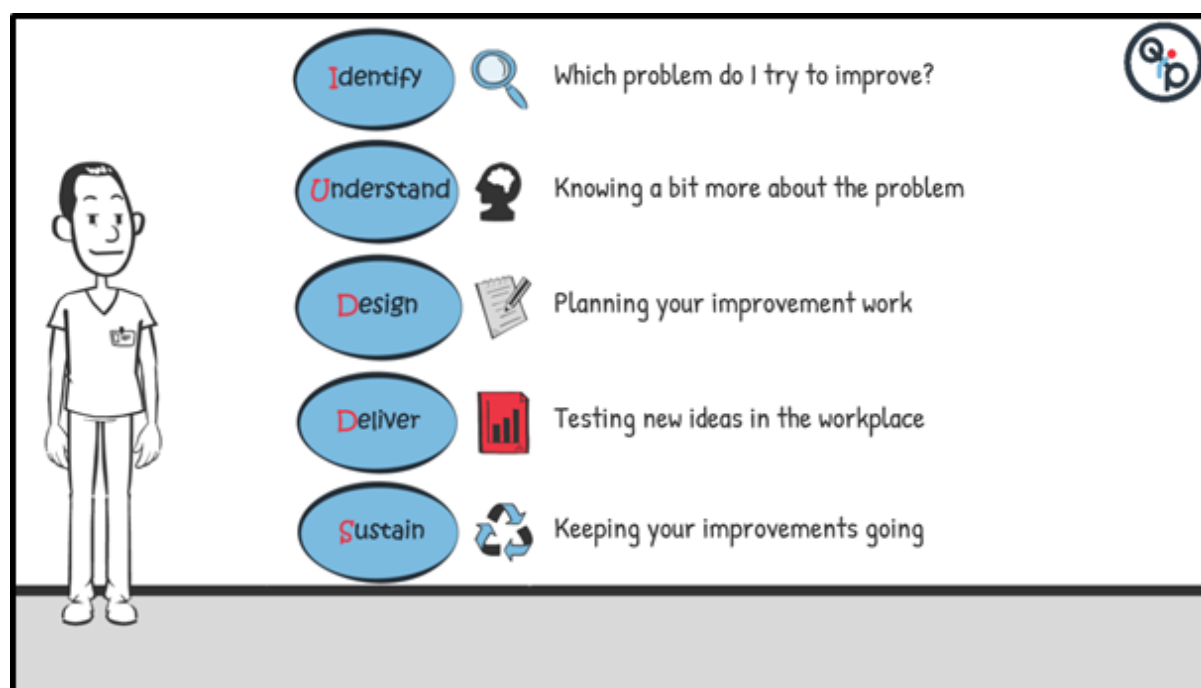 Identify Which problem do I try to improve?
Understand Knowing a bit more about the problem
Design Planning your improvement work
Deliver Testing new ideas in the workplace
Sustain Keeping your improvements going
Qip